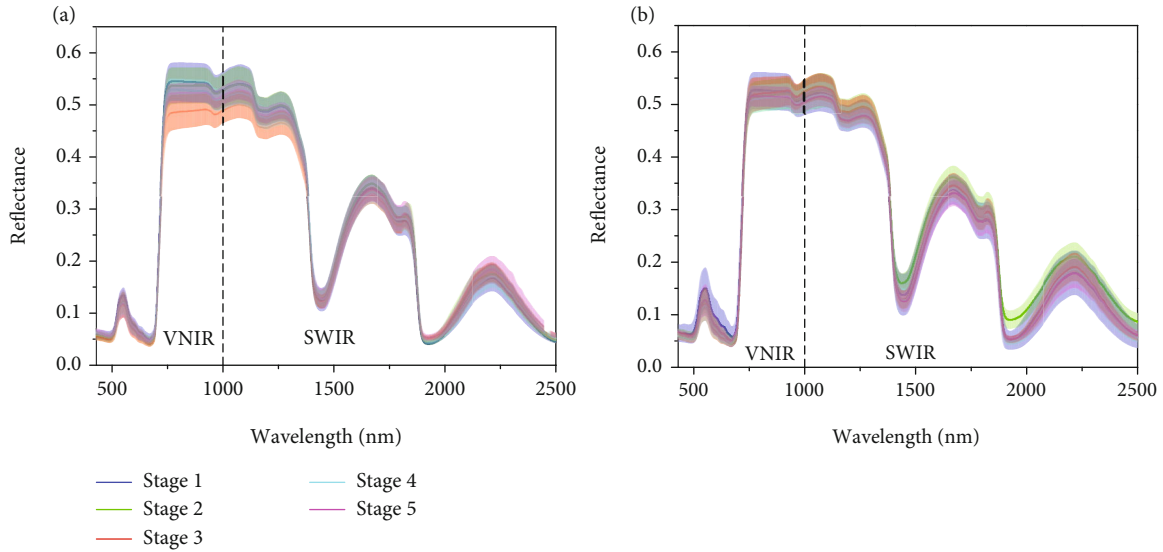 (a)
0.6
0.5
0.4
0.3
0.2
0.1
0.0
Reflectance
VNIR
SWIR
500 1000 1500 2000 2500
Wavelength (nm)
(b)
0.6
0.5
0.4
0.3
0.2
0.1
0.0
Reflectance
VNIR
SWIR
500 1000 1500 2000 2500
Wavelength (nm)
Stage 1
Stage 2
Stage 3
Stage 4
Stage 5